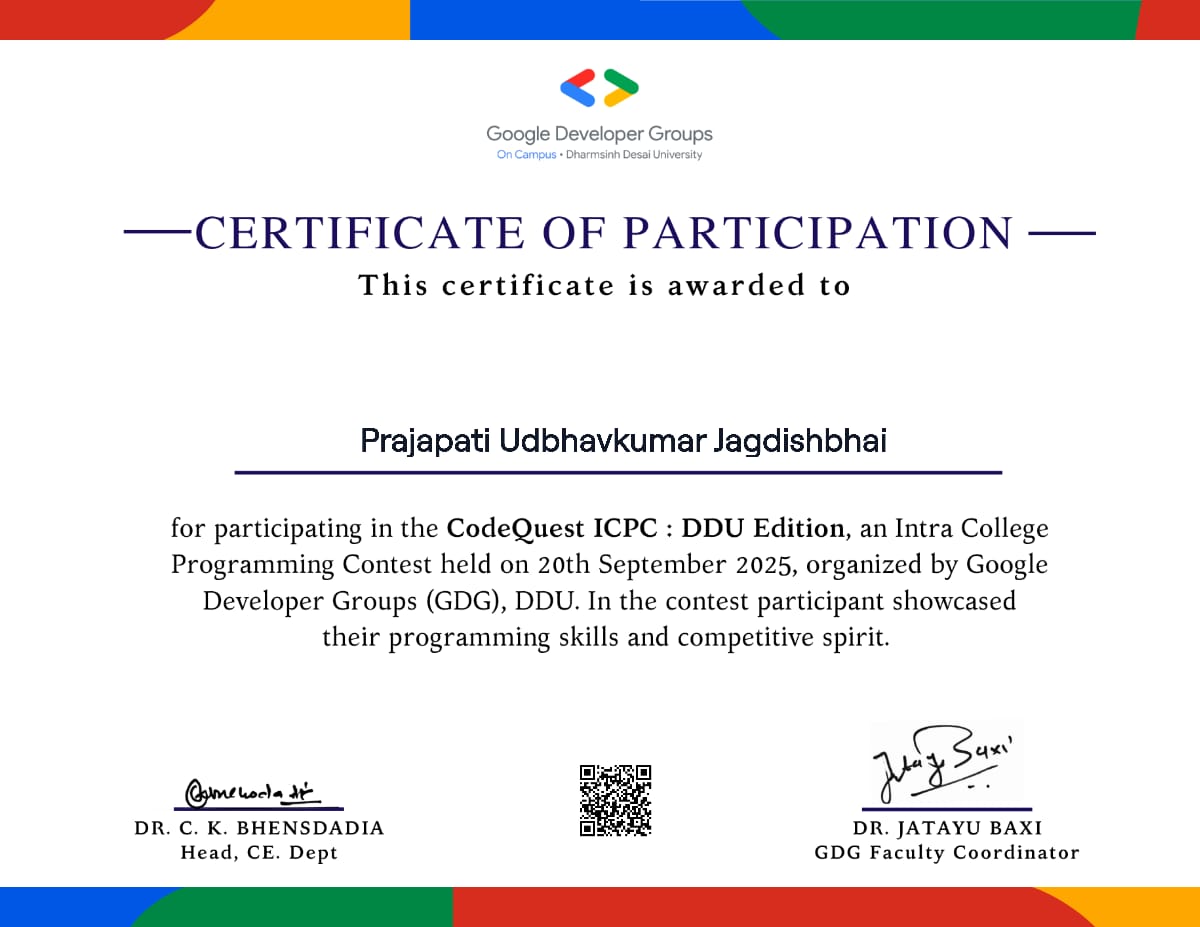 Google Developer Groups
On Campus • Dharmsinh Desai University
CERTIFICATE OF PARTICIPATION
This certificate is awarded to
Prajapati Udbhavkumar Jagdishbhai
for participating in the CodeQuest ICPC : DDU Edition, an Intra College
Programming Contest held on 20th September 2025, organized by Google
Developer Groups (GDG), DDU. In the contest participant showcased
their programming skills and competitive spirit.
DR. C. K. BHENSDADIA
Head, CE. Dept
Baxi
DR. JATAYU BAXI
GDG Faculty Coordinator